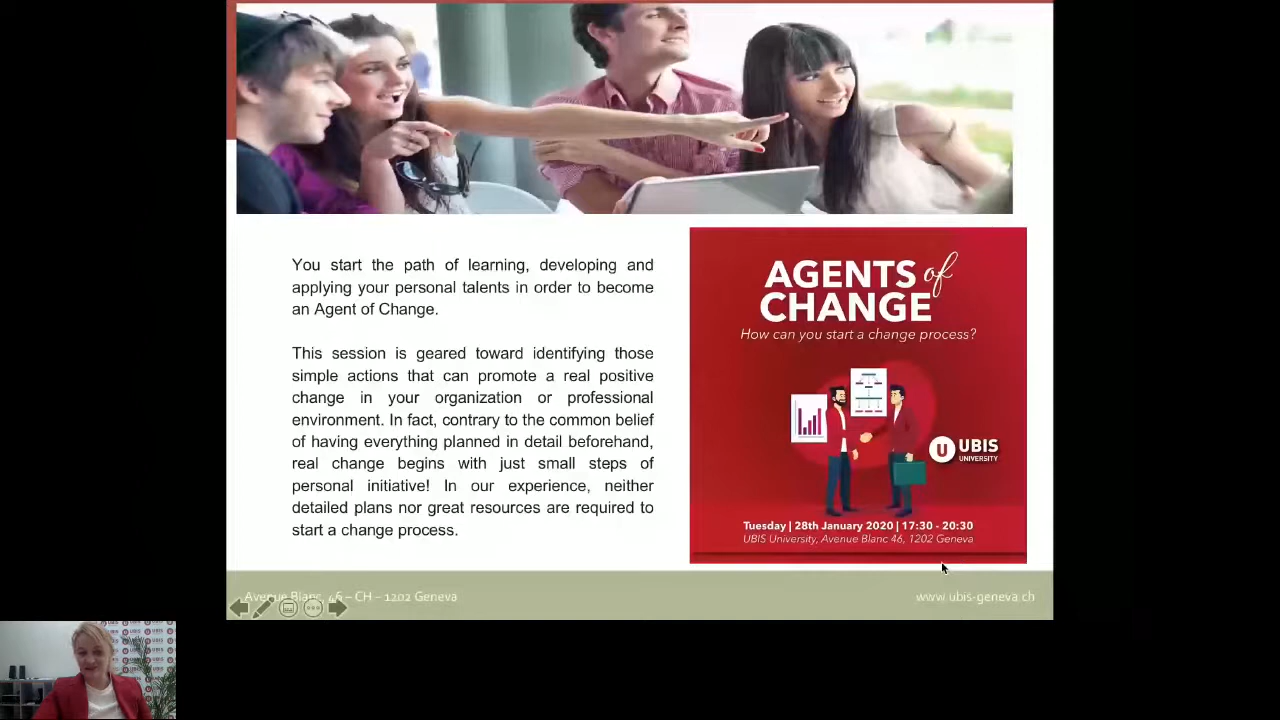 You start the path of learning, developing and
applying your personal talents in order to become
an Agent of Change.
This session is geared toward identifying those
simple actions that can promote a real positive
change in your organization or professional
environment. In fact, contrary to the common belief
of having everything planned in detail beforehand,
real change begins with just small steps of
personal initiative! In our experience, neither
detailed plans nor great resources are required to
start a change process.
AGENTS of
CHANGE
How can you start a change process?
U UBIS
UNIVERSITY
Tuesday | 28th January 2020 | 17:30 - 20:30
UBIS University, Avenue Blanc 46, 1202 Geneva
Avenue Blanc, 46 – CH – 1202 Geneva
www.ubis-geneva.ch